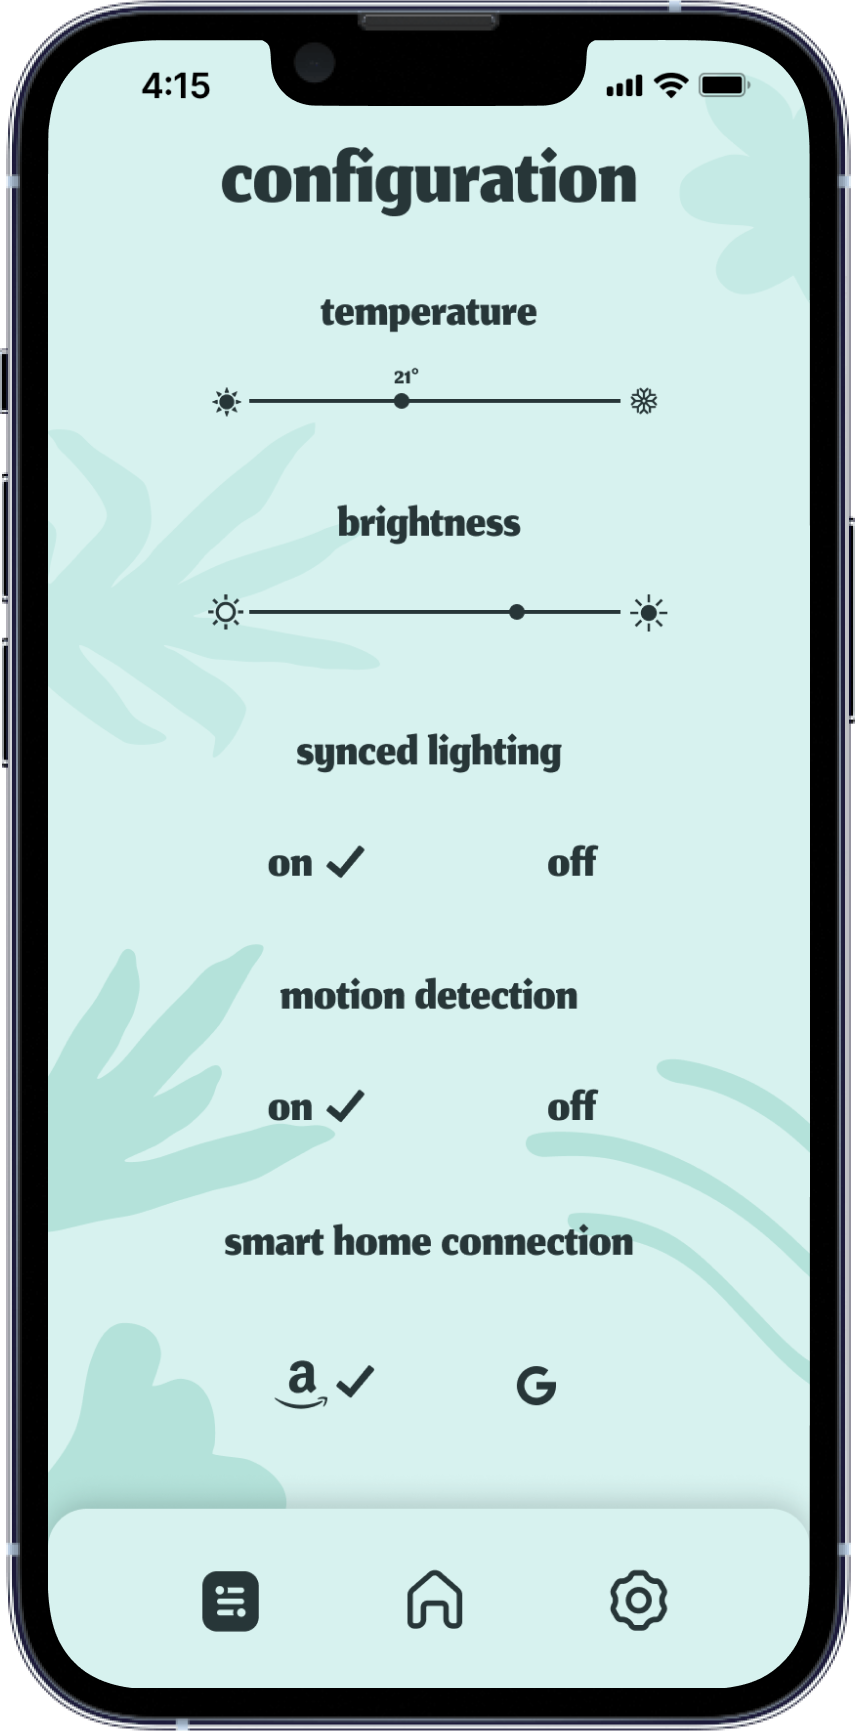 4:15
configuration
temperature
21°
brightness
synced lighting
on off
motion detection
on off
smart home connection
a G